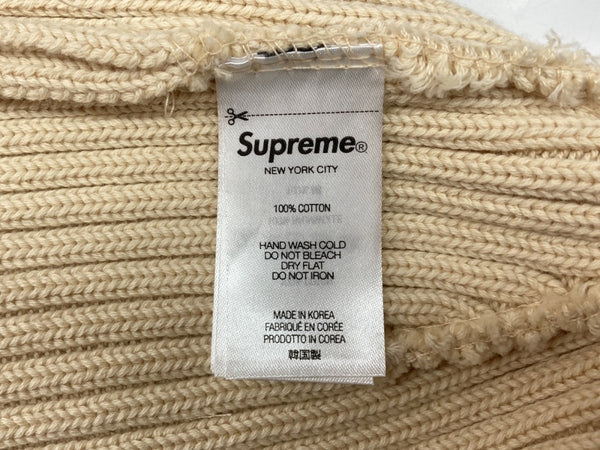 Supreme®
NEW YORK CITY
100% COTTON
HAND WASH COLD
DO NOT BLEACH
DRY FLAT
DO NOT IRON
MADE IN KOREA
FABRIQUÉ EN CORÉE
PRODOTTO IN COREA
韓国製